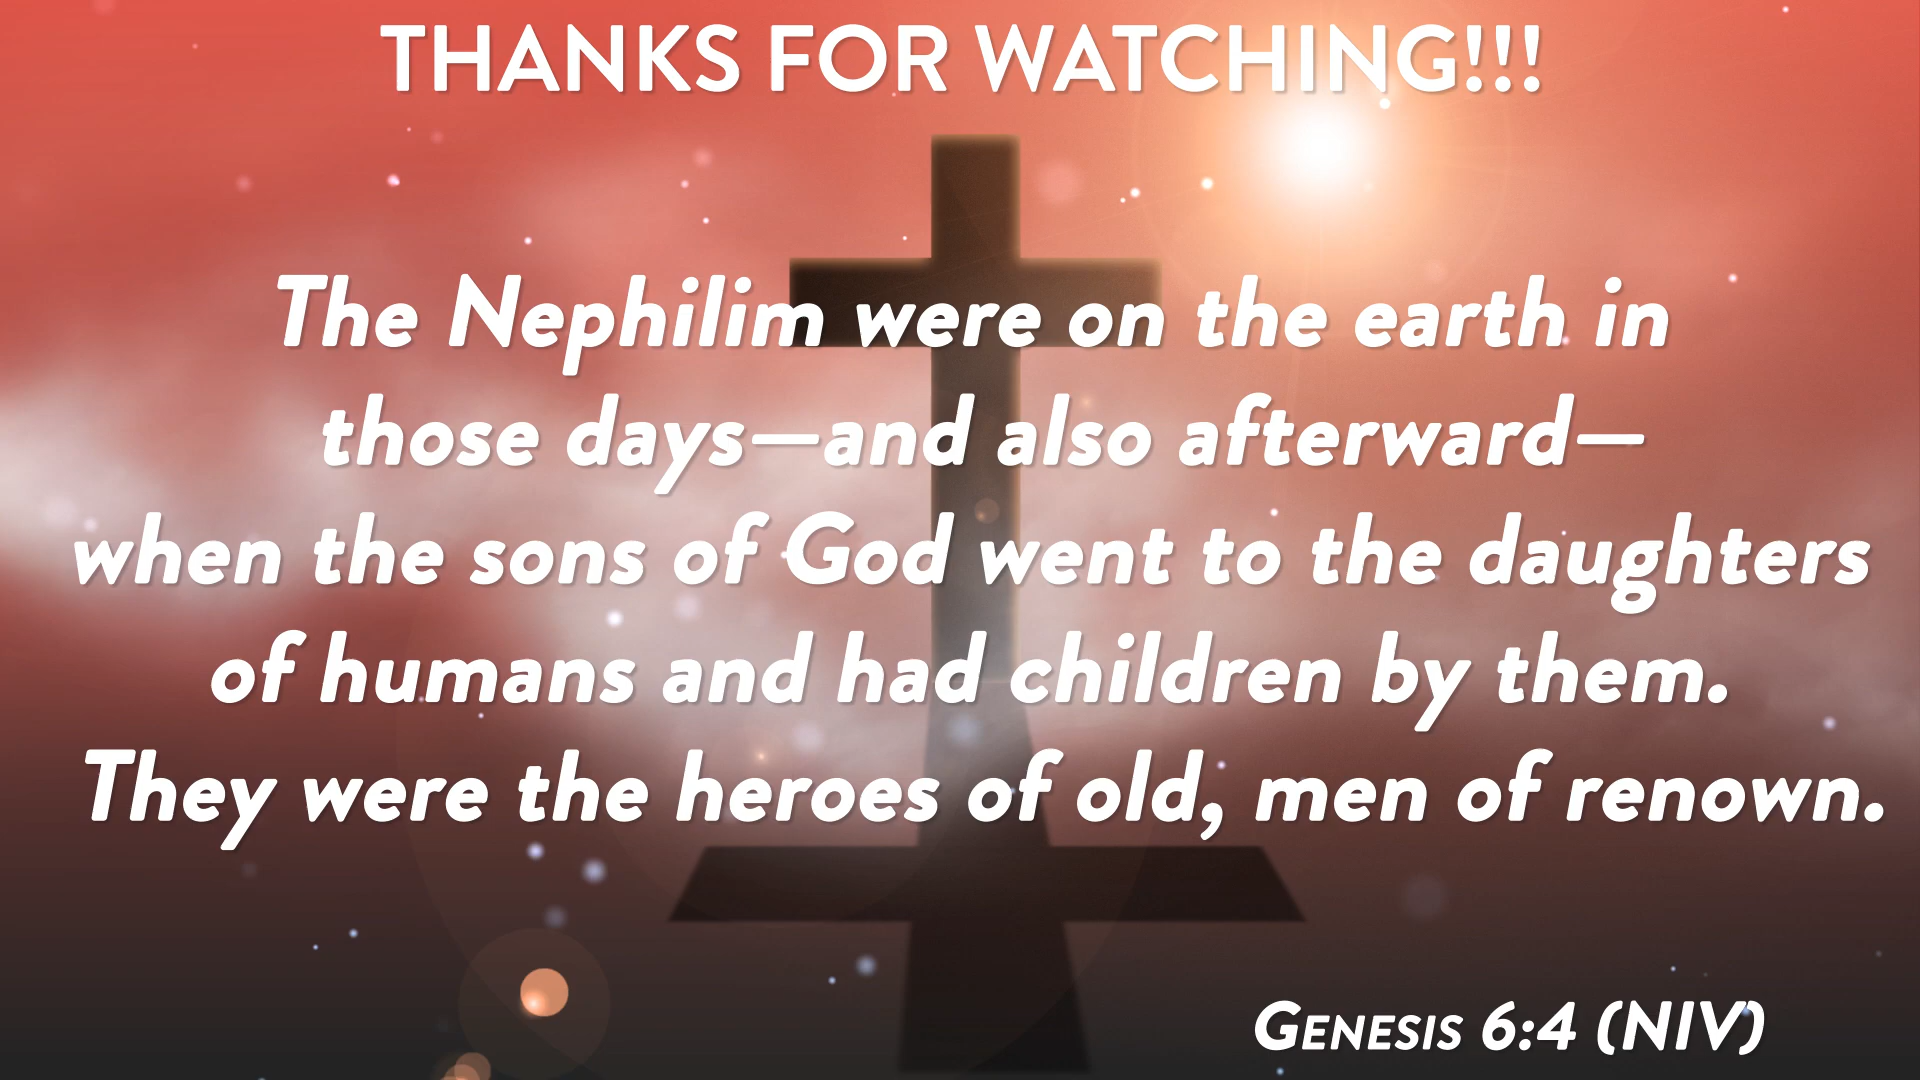 THANKS FOR WATCHING!!!
The Nephilim were on the earth in
those days—and also afterward—
when the sons of God went to the daughters
of humans and had children by them.
They were the heroes of old, men of renown.
Genesis 6:4 (NIV)